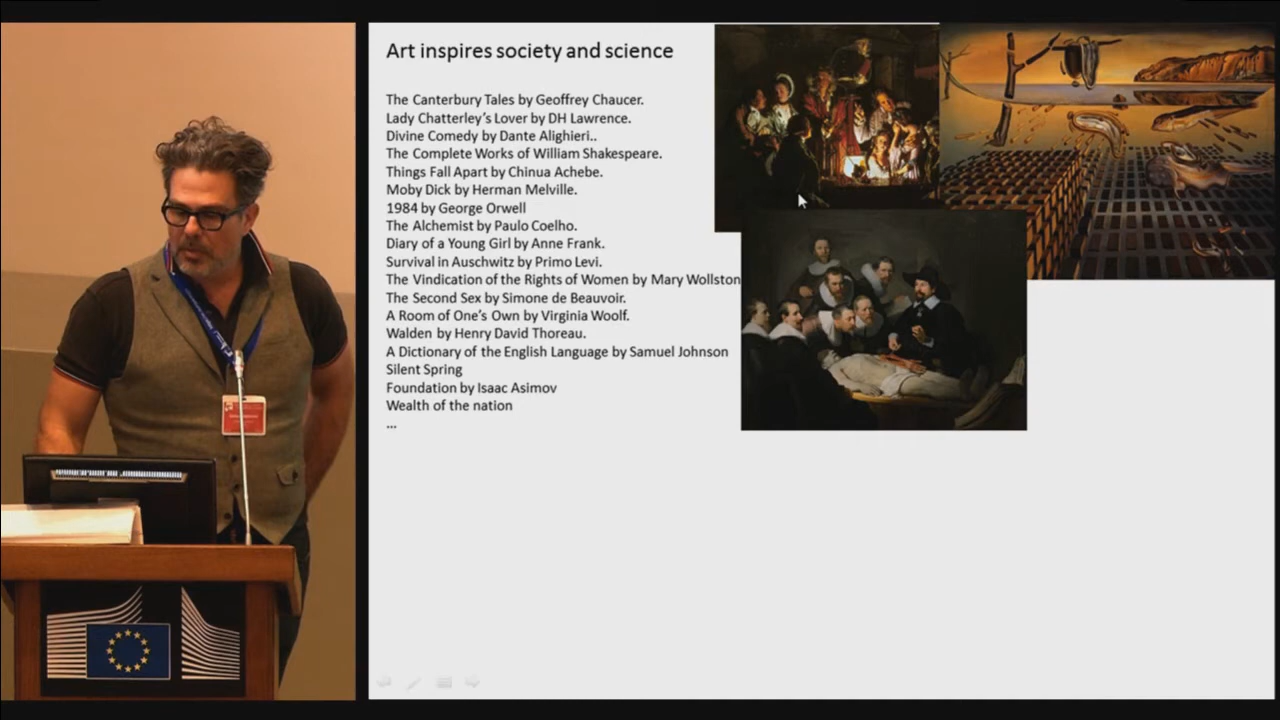 Art inspires society and science
The Canterbury Tales by Geoffrey Chaucer.
Lady Chatterley’s Lover by DH Lawrence.
Divine Comedy by Dante Alighieri..
The Complete Works of William Shakespeare.
Things Fall Apart by Chinua Achebe.
Moby Dick by Herman Melville.
1984 by George Orwell
The Alchemist by Paulo Coelho.
Diary of a Young Girl by Anne Frank.
Survival in Auschwitz by Primo Levi.
The Vindication of the Rights of Women by Mary Wollston
The Second Sex by Simone de Beauvoir.
A Room of One’s Own by Virginia Woolf.
Walden by Henry David Thoreau.
A Dictionary of the English Language by Samuel Johnson
Silent Spring
Foundation by Isaac Asimov
Wealth of the nation
...